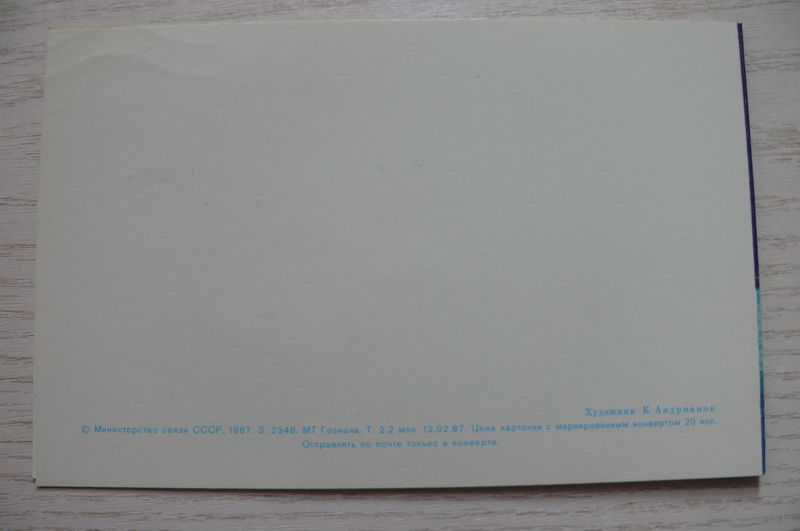 Художник К. Андрианов
© Министерство связи СССР, 1987. З. 2348. МТ Гознака. Т. 2,2 млн. 12.02.87. Цена карточки с маркированным конвертом 20 коп.
Отправлять по почте только в конверте.